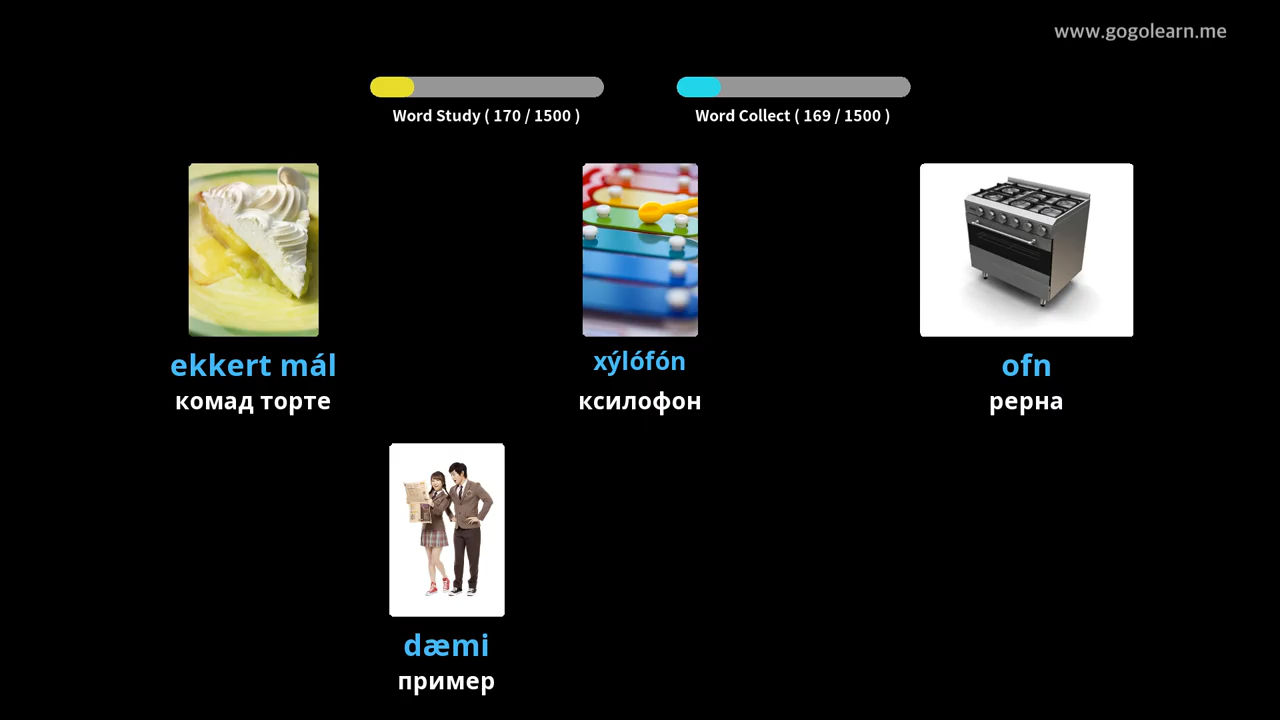 www.gogolearn.me
Word Study ( 170 / 1500 )
Word Collect ( 169 / 1500 )
ekkert mál
комад торте
xýlófón
ксилофон
ofn
рерна
dæmi
пример